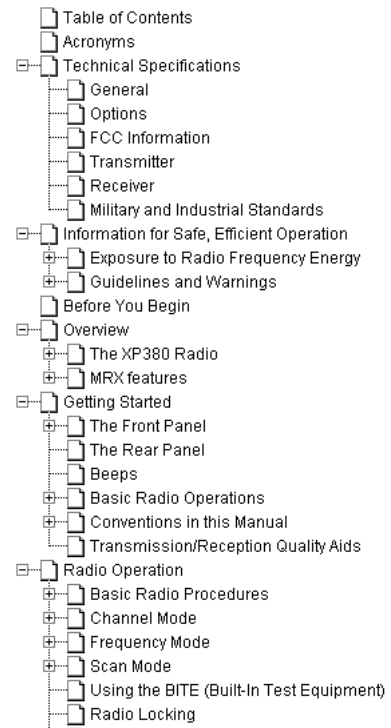 Table of Contents
Acronyms
Technical Specifications
General
Options
FCC Information
Transmitter
Receiver
Military and Industrial Standards
Information for Safe, Efficient Operation
Exposure to Radio Frequency Energy
Guidelines and Warnings
Before You Begin
Overview
The XP380 Radio
MRX features
Getting Started
The Front Panel
The Rear Panel
Beeps
Basic Radio Operations
Conventions in this Manual
Transmission/Reception Quality Aids
Radio Operation
Basic Radio Procedures
Channel Mode
Frequency Mode
Scan Mode
Using the BITE (Built-In Test Equipment)
Radio Locking